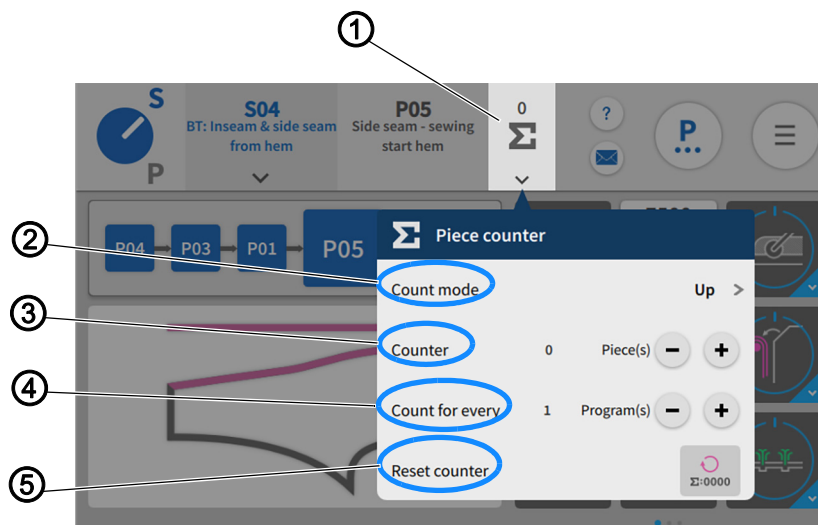 1
S
S04
BT: Inseam & side seam
from hem
P
P05
Side seam - sewing
start hem
0
Σ
?
P
2
P04
P03
P01
P05
Σ Piece counter
Count mode
Up >
3
Counter
0
Piece(s)
−
+
4
Count for every
1
Program(s)
−
+
5
Reset counter
Σ:0000